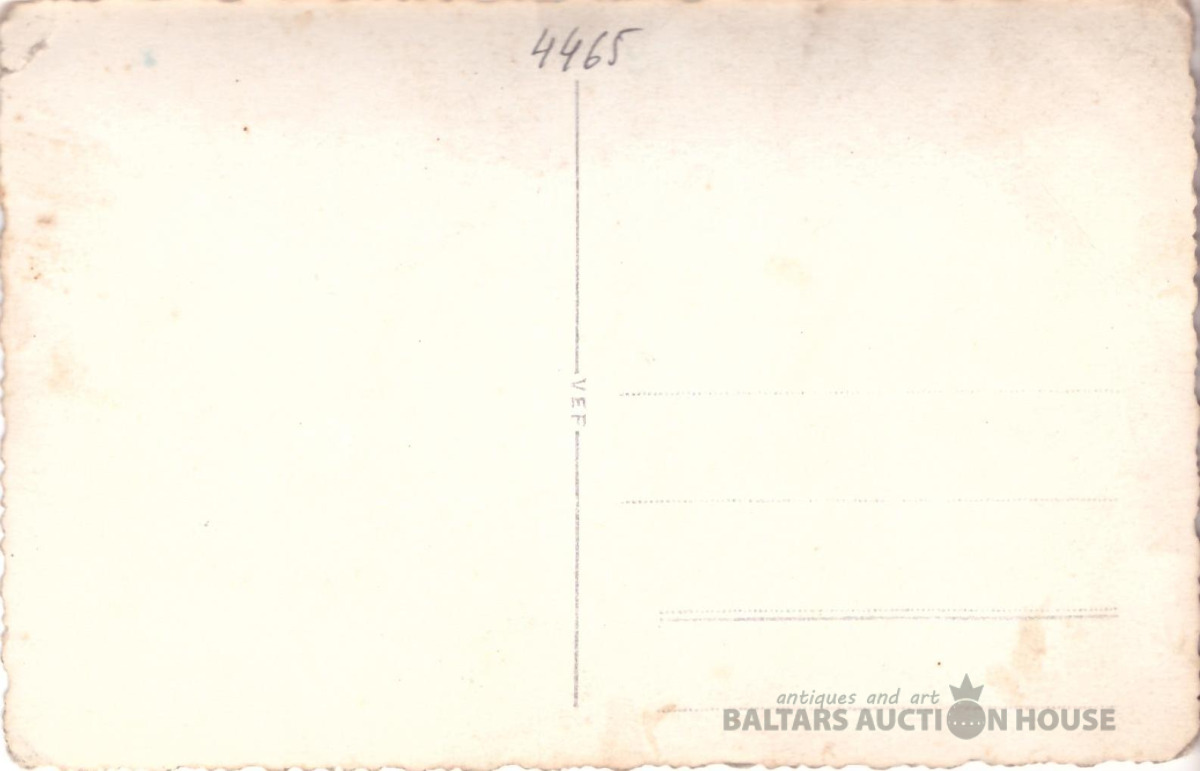 4465
VEF
antiques and art
BALTARS AUCTION HOUSE